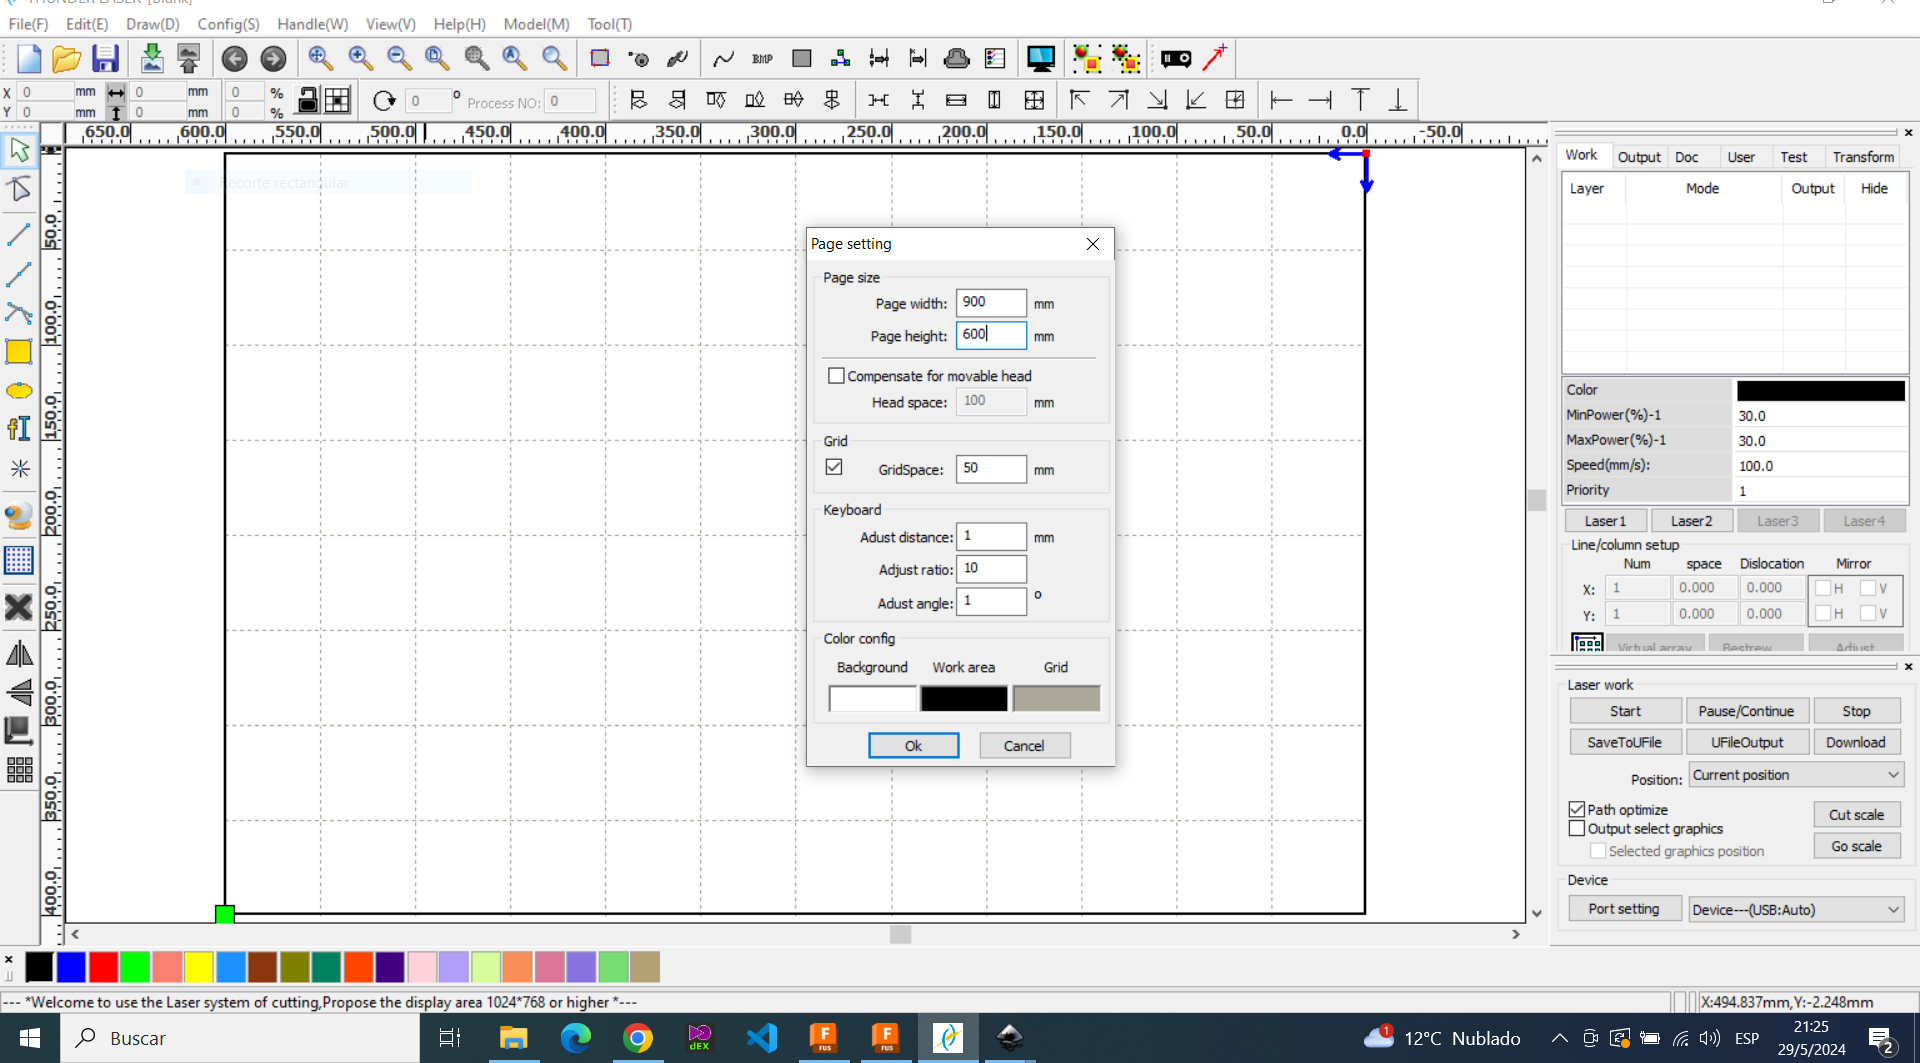 THUNDER LASER - [Blank]
File(F) Edit(E) Draw(D) Config(S) Handle(W) View(V) Help(H) Model(M) Tool(T)
BMP
X 0 mm 0 mm 0 %
Y 0 mm 0 mm 0 %
0 ° Process NO: 0
650.0 600.0 550.0 500.0 450.0 400.0 350.0 300.0 250.0 200.0 150.0 100.0 50.0 0.0 -50.0
50.0
100.0
150.0
200.0
250.0
300.0
350.0
400.0
Recorte rectangular
Page setting
Page size
Page width: 900 mm
Page height: 600 mm
Compensate for movable head
Head space: 100 mm
Grid
GridSpace: 50 mm
Keyboard
Adust distance: 1 mm
Adjust ratio: 10
Adust angle: 1 °
Color config
Background Work area Grid
Ok Cancel
Work Output Doc User Test Transform
Layer Mode Output Hide
Color
MinPower(%)-1 30.0
MaxPower(%)-1 30.0
Speed(mm/s): 100.0
Priority 1
Laser1 Laser2 Laser3 Laser4
Line/column setup
Num space Dislocation Mirror
X: 1 0.000 0.000 H V
Y: 1 0.000 0.000 H V
Virtual array Bestrew Adjust
Laser work
Start Pause/Continue Stop
SaveToUFile UFileOutput Download
Position: Current position
Path optimize Cut scale
Output select graphics
Selected graphics position Go scale
Device
Port setting Device---(USB:Auto)
--- *Welcome to use the Laser system of cutting,Propose the display area 1024*768 or higher *---
X:494.837mm,Y:-2.248mm
Buscar
dEX
F
FUS
F
FUS
1
12°C Nublado
ESP
21:25
29/5/2024
2